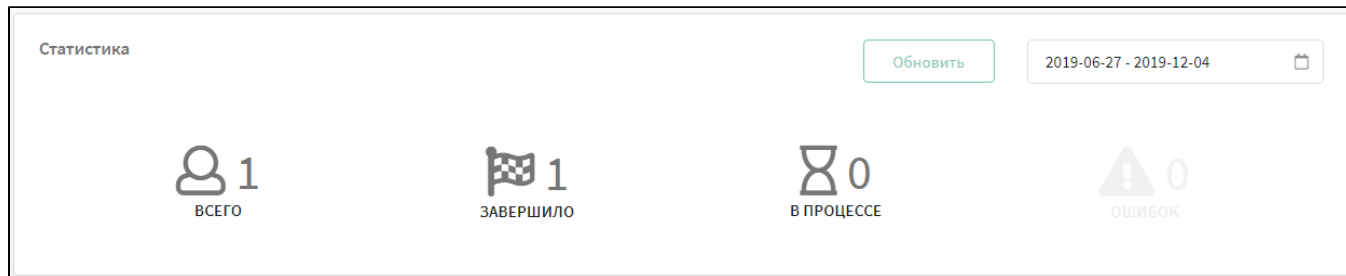 Статистика
Обновить
2019-06-27 - 2019-12-04
1
ВСЕГО
1
ЗАВЕРШИЛО
0
В ПРОЦЕССЕ
0
ОШИБОК